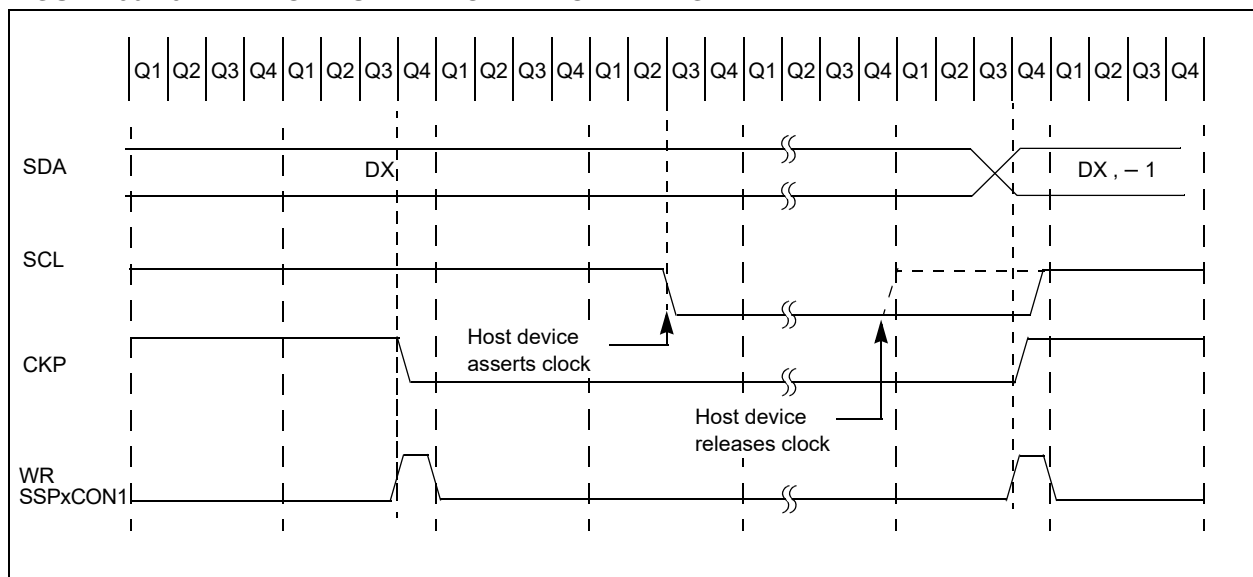 Q1 Q2 Q3 Q4 Q1 Q2 Q3 Q4 Q1 Q2 Q3 Q4 Q1 Q2 Q3 Q4 Q1 Q2 Q3 Q4 Q1 Q2 Q3 Q4 Q1 Q2 Q3 Q4
SDA
DX
DX , – 1
SCL
Host device
asserts clock
CKP
Host device
releases clock
WR
SSPxCON1